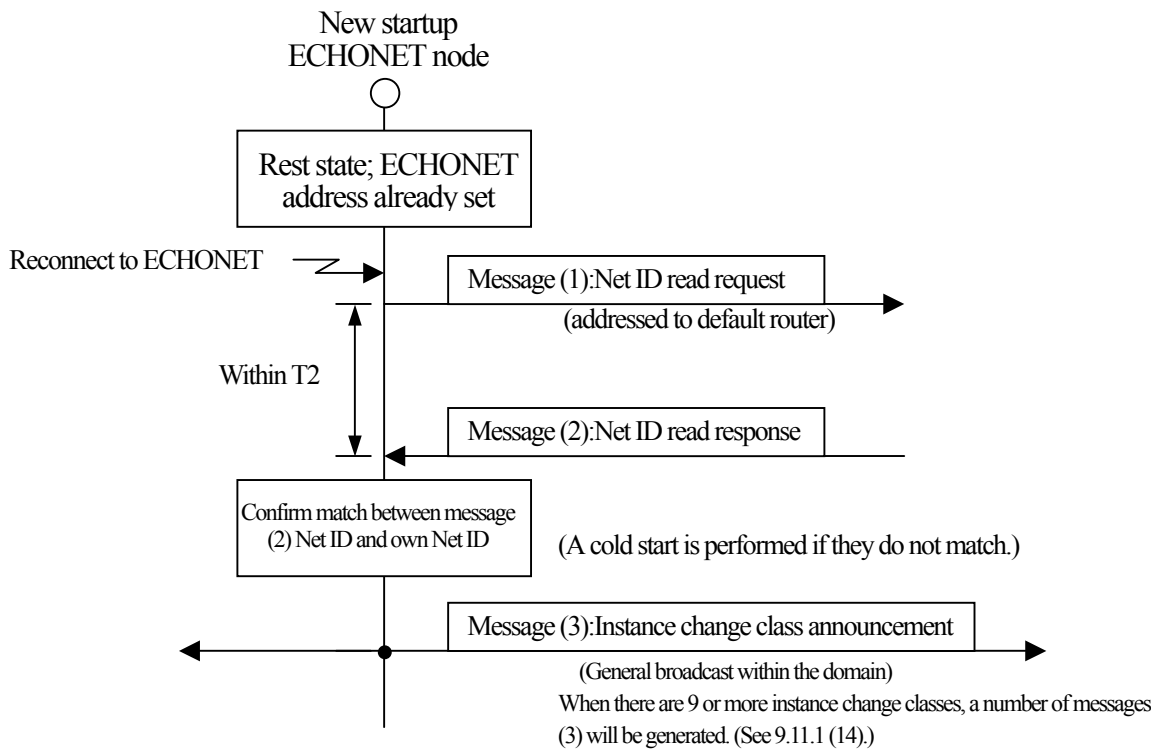 New startup
ECHONET node
Rest state; ECHONET
address already set
Reconnect to ECHONET
Message (1):Net ID read request
(addressed to default router)
Within T2
Message (2):Net ID read response
Confirm match between message
(2) Net ID and own Net ID
(A cold start is performed if they do not match.)
Message (3):Instance change class announcement
(General broadcast within the domain)
When there are 9 or more instance change classes, a number of messages
(3) will be generated. (See 9.11.1 (14).)